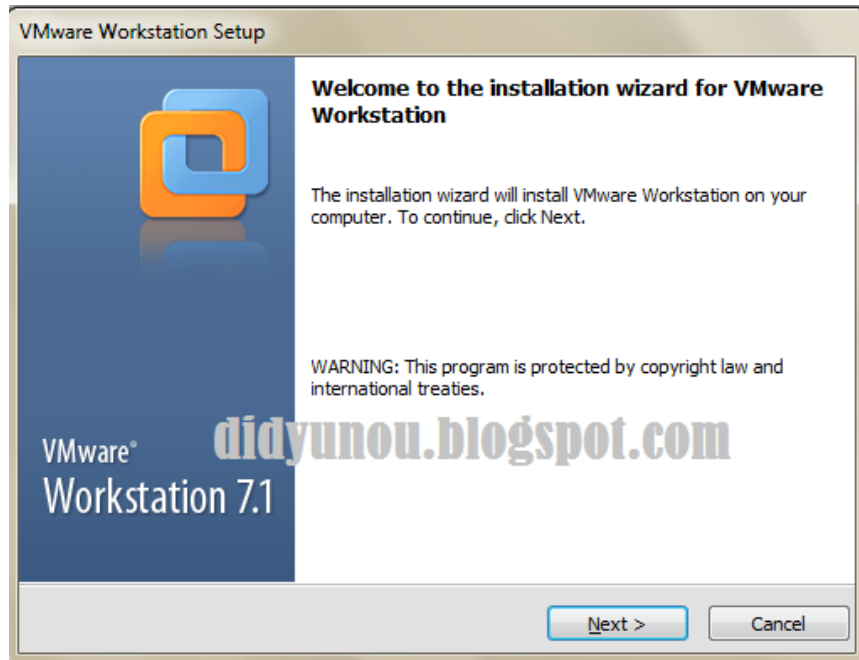 VMware Workstation Setup
Welcome to the installation wizard for VMware
Workstation
The installation wizard will install VMware Workstation on your
computer. To continue, click Next.
WARNING: This program is protected by copyright law and
international treaties.
didyunou.blogspot.com
VMware®
Workstation 7.1
Next >
Cancel